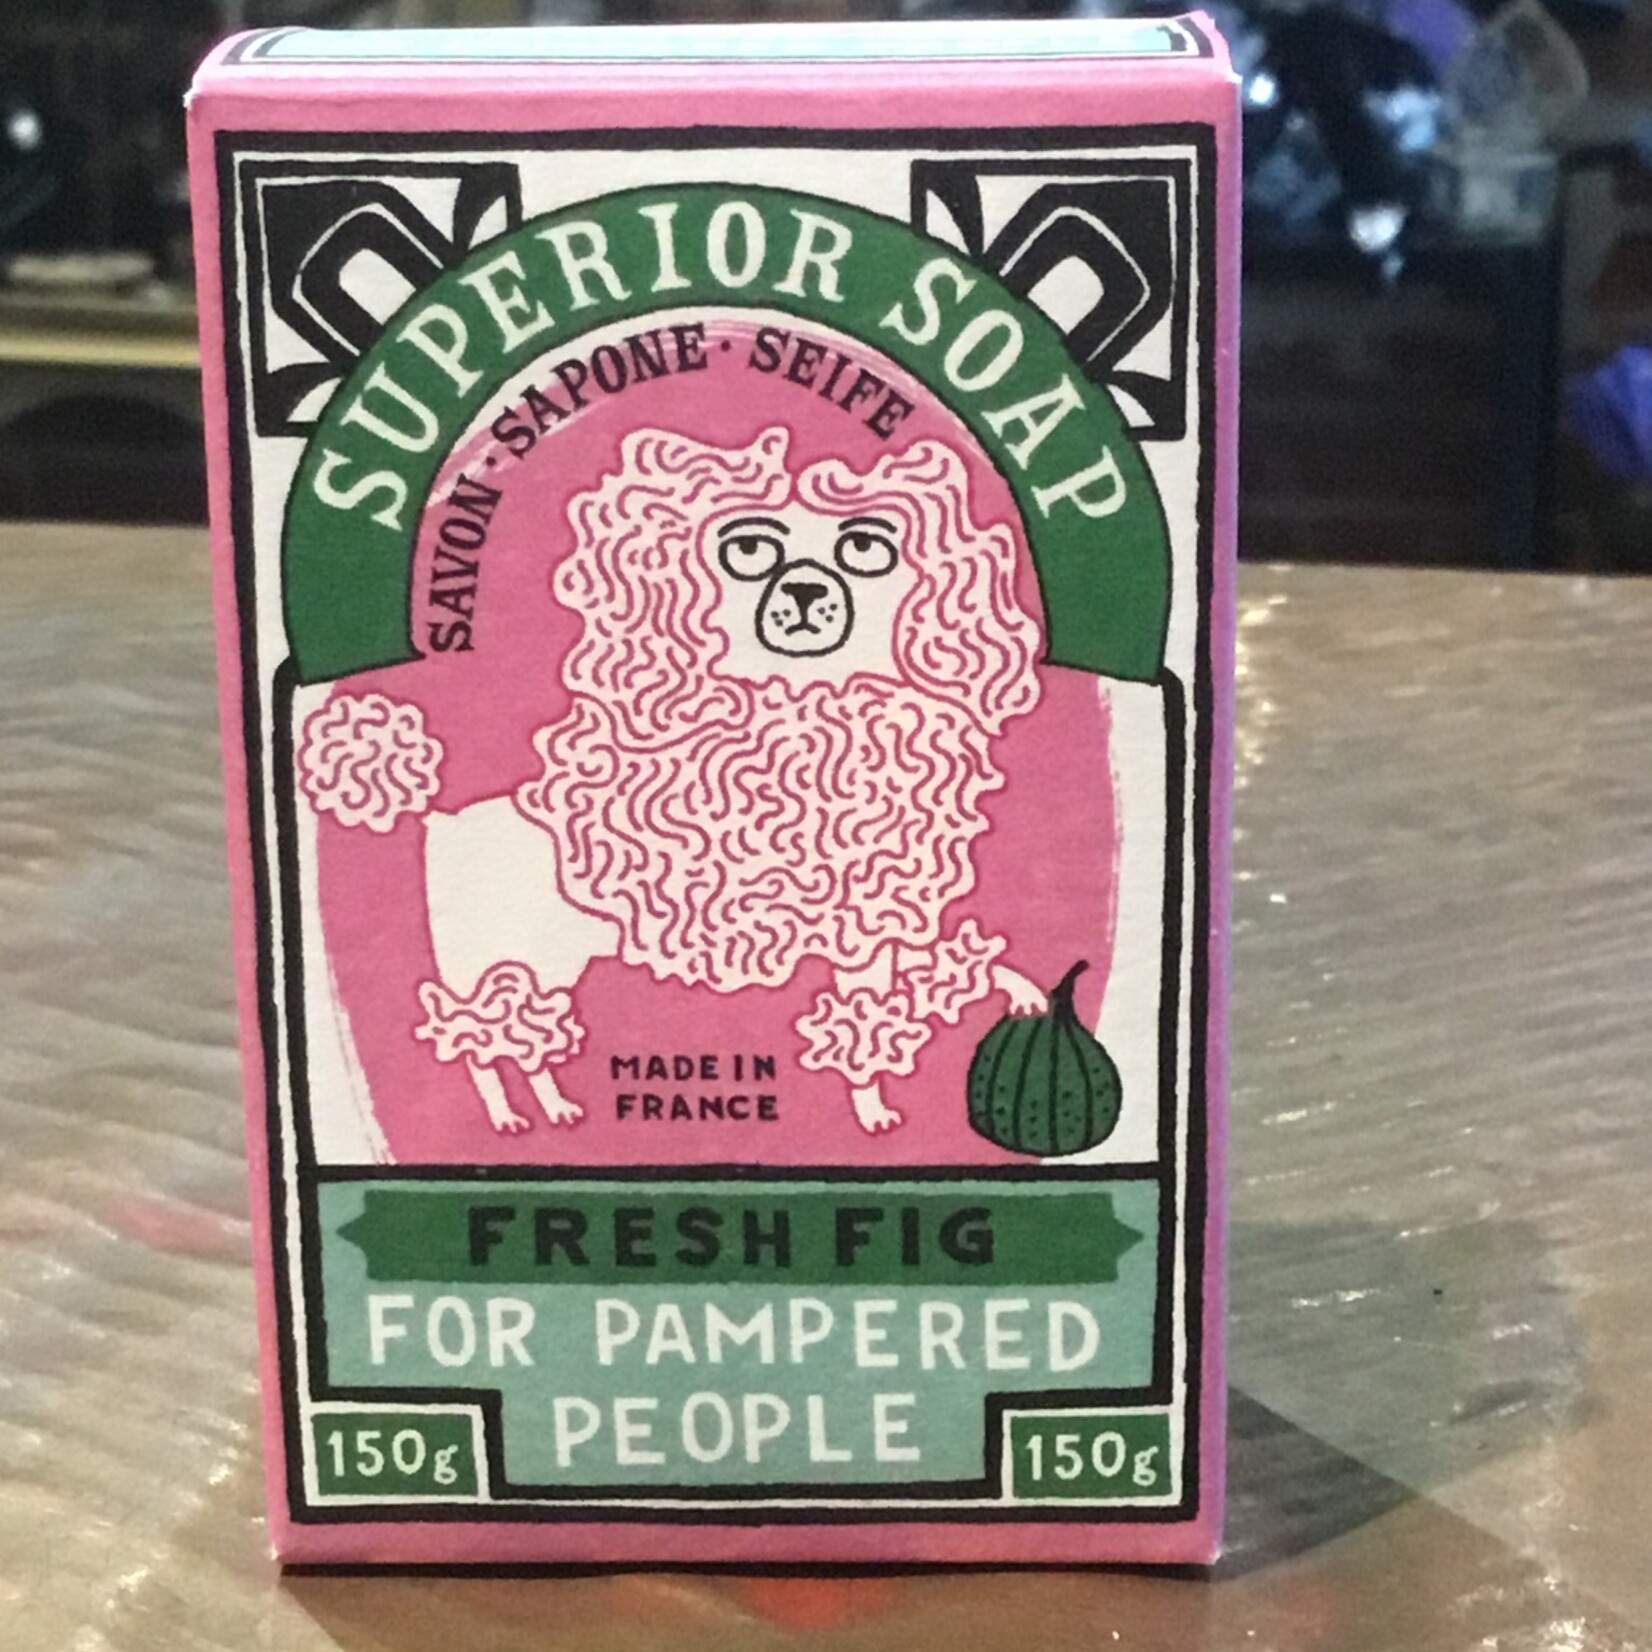 SUPERIOR SOAP
SAVON · SAPONE · SEIFE
MADE IN
FRANCE
FRESH FIG
FOR PAMPERED
PEOPLE
150g
150g